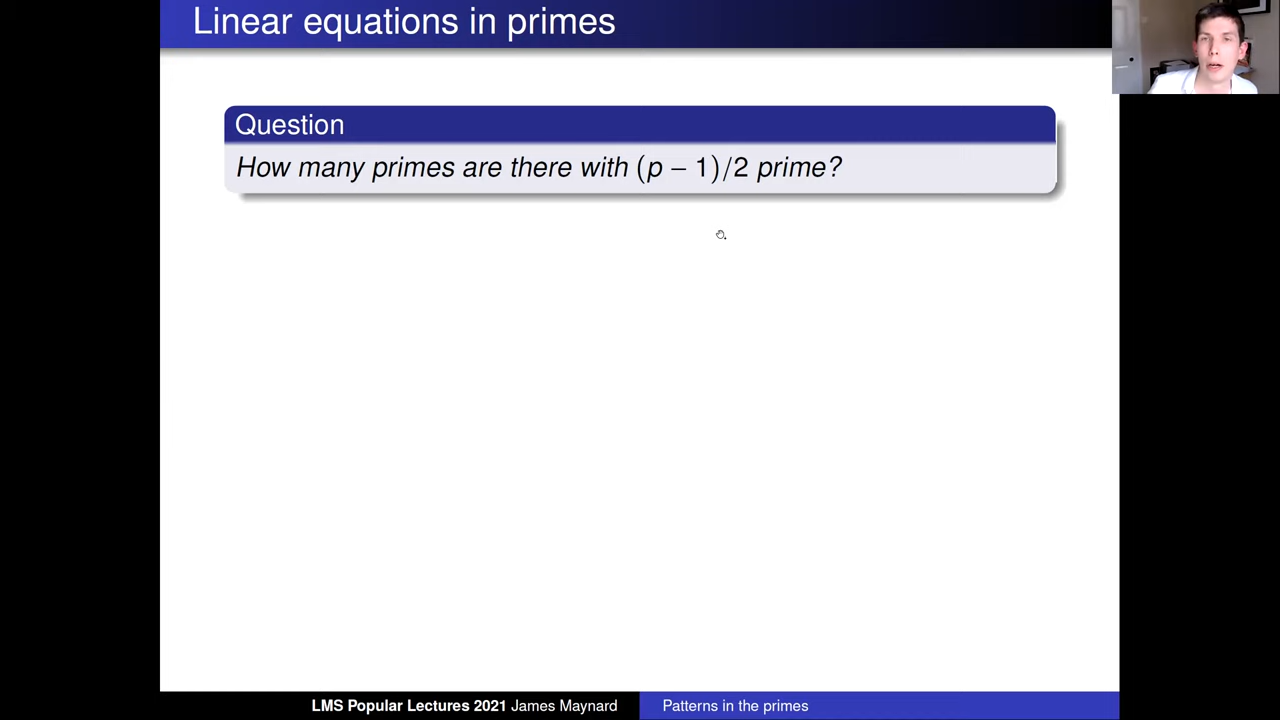 Linear equations in primes
Question
How many primes are there with (p − 1)/2 prime?
LMS Popular Lectures 2021 James Maynard
Patterns in the primes